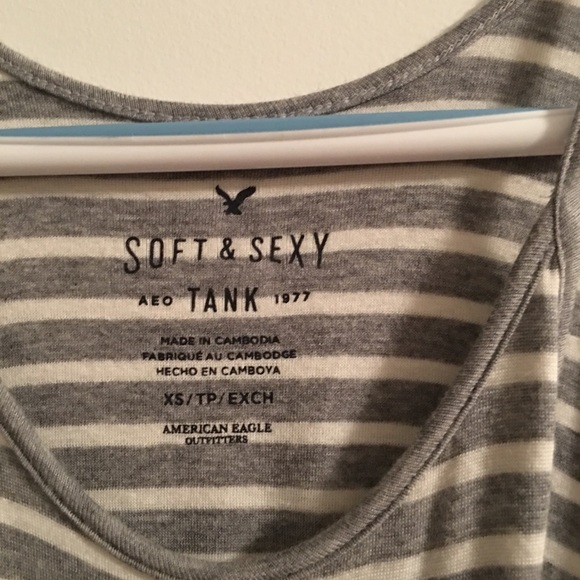 SOFT & SEXY
AEO TANK 1977
MADE IN CAMBODIA
FABRIQUÉ AU CAMBODGE
HECHO EN CAMBOYA
XS/TP/EXCH
AMERICAN EAGLE
OUTFITTERS